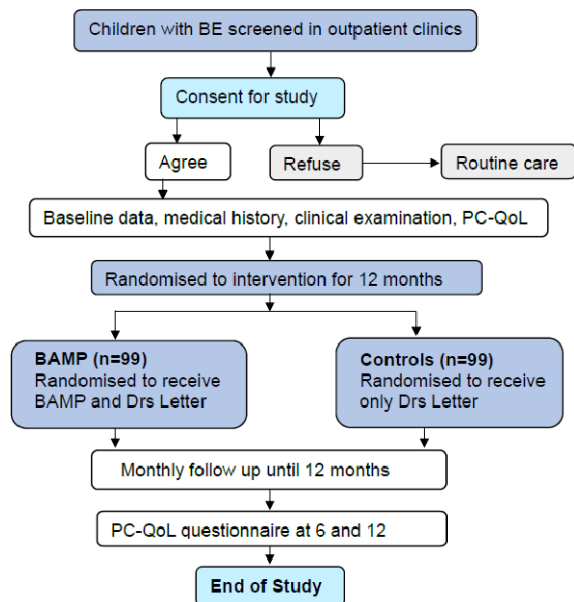 Children with BE screened in outpatient clinics
Consent for study
Agree
Refuse
Routine care
Baseline data, medical history, clinical examination, PC-QoL
Randomised to intervention for 12 months
BAMP (n=99)
Randomised to receive
BAMP and Drs Letter
Controls (n=99)
Randomised to receive
only Drs Letter
Monthly follow up until 12 months
PC-QoL questionnaire at 6 and 12
End of Study